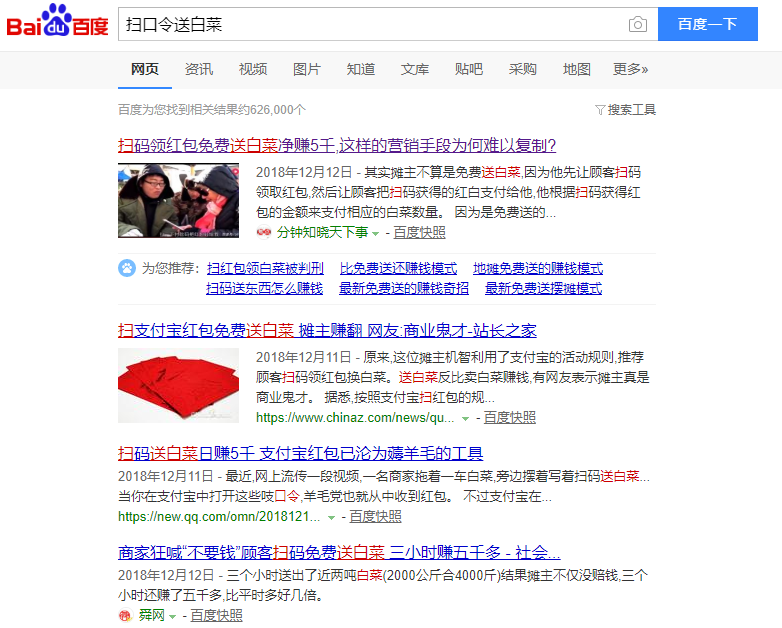 Bai du 百度
扫口令送白菜
百度一下
网页 资讯 视频 图片 知道 文库 贴吧 采购 地图 更多»
百度为您找到相关结果约626,000个
搜索工具
扫码领红包免费送白菜净赚5千,这样的营销手段为何难以复制?
2018年12月12日 - 其实摊主不算是免费送白菜,因为他先让顾客扫码
领取红包,然后让顾客把扫码获得的红白支付给他,他根据扫码获得红
包的金额来支付相应的白菜数量。 因为是免费送的...
分钟知晓天下事 - 百度快照
为您推荐: 扫红包领白菜被判刑 比免费送还赚钱模式 地摊免费送的赚钱模式
扫码送东西怎么赚钱 最新免费送的赚钱奇招 最新免费送摆摊模式
扫支付宝红包免费送白菜 摊主赚翻 网友:商业鬼才-站长之家
2018年12月11日 - 原来,这位摊主机智利用了支付宝的活动规则,推荐
顾客扫码领红包换白菜。送白菜反比卖白菜赚钱,有网友表示摊主真是
商业鬼才。 据悉,按照支付宝扫红包的规...
https://www.chinaz.com/news/qu... - 百度快照
扫码送白菜日赚5千 支付宝红包已沦为薅羊毛的工具
2018年12月11日 - 最近,网上流传一段视频,一名商家拖着一车白菜,旁边摆着写着扫码送白菜...
当你在支付宝中打开这些吱口令,羊毛党也就从中收到红包。 不过支付宝在...
https://new.qq.com/omn/2018121... - 百度快照
商家狂喊“不要钱”顾客扫码免费送白菜 三小时赚五千多 - 社会...
2018年12月12日 - 三个小时送出了近两吨白菜(2000公斤合4000斤)结果摊主不仅没赔钱,三个
小时还赚了五千多,比平时多好几倍。
舜网 - 百度快照